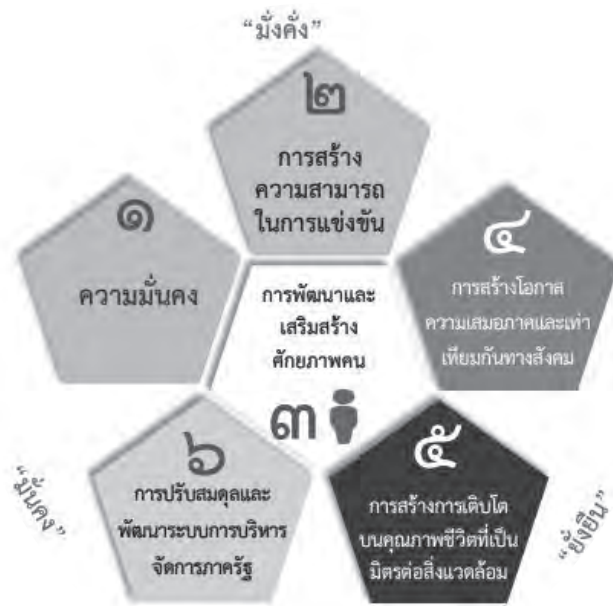 “มั่งคั่ง”
๒
การสร้าง
ความสามารถ
ในการแข่งขัน
๑
ความมั่นคง
๔
การสร้างโอกาส
ความเสมอภาคและเท่า
เทียมกันทางสังคม
การพัฒนาและ
เสริมสร้าง
ศักยภาพคน
๓
๖
การปรับสมดุลและ
พัฒนาระบบการบริหาร
จัดการภาครัฐ
๕
การสร้างการเติบโต
บนคุณภาพชีวิตที่เป็น
มิตรต่อสิ่งแวดล้อม
“มั่นคง”
“ยั่งยืน”